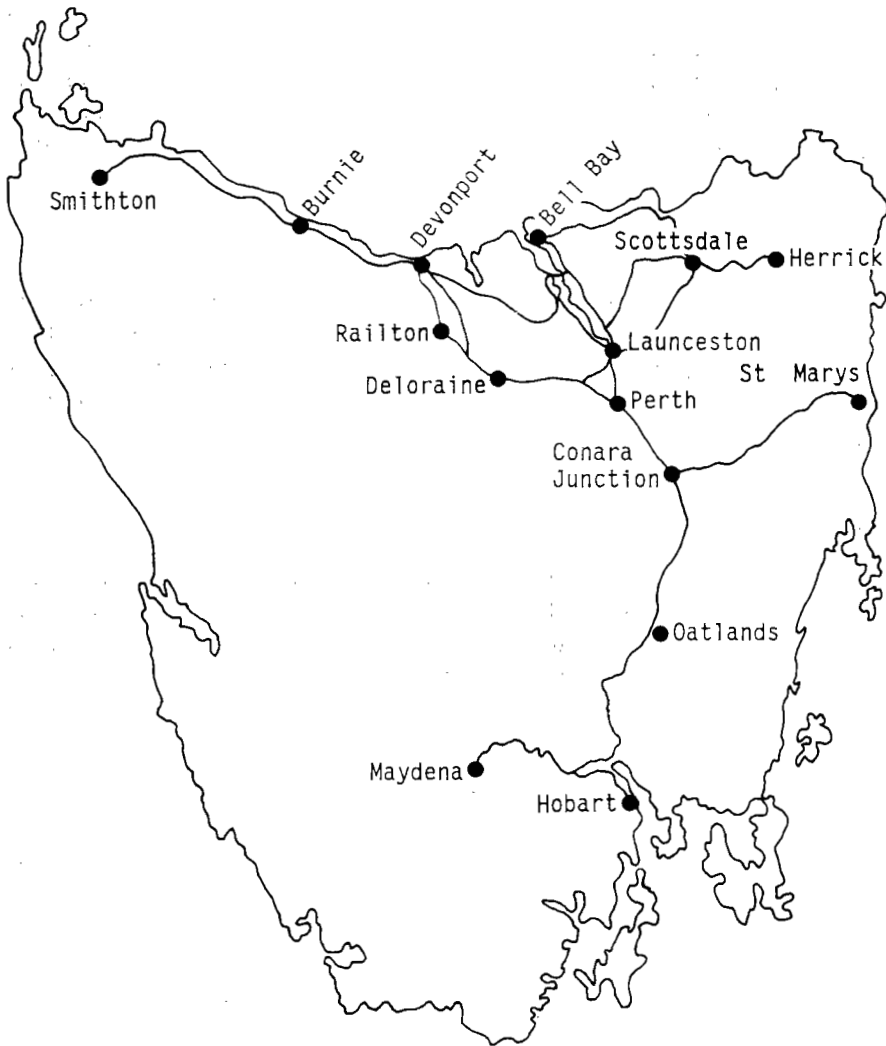 Smithton
Burnie
Devonport
Bell Bay
Scottsdale
Herrick
Railton
Launceston
Deloraine
St Marys
Perth
Conara
Junction
Oatlands
Maydena
Hobart